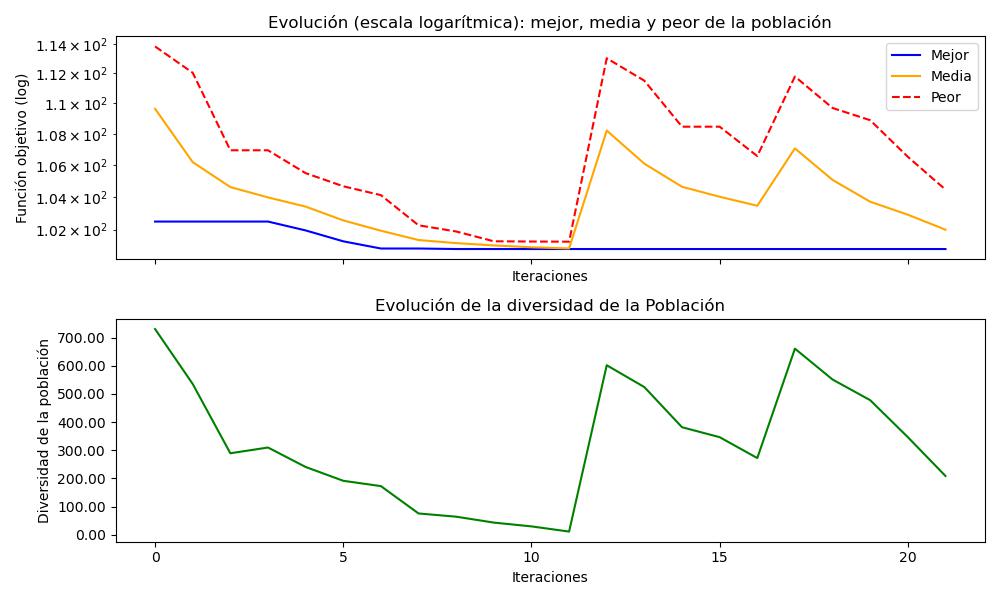 Evolución (escala logarítmica): mejor, media y peor de la población
Función objetivo (log)
1.14 × 10²
1.12 × 10²
1.1 × 10²
1.08 × 10²
1.06 × 10²
1.04 × 10²
1.02 × 10²
Mejor
Media
Peor
Iteraciones
Evolución de la diversidad de la Población
Diversidad de la población
700.00
600.00
500.00
400.00
300.00
200.00
100.00
0.00
0 5 10 15 20
Iteraciones